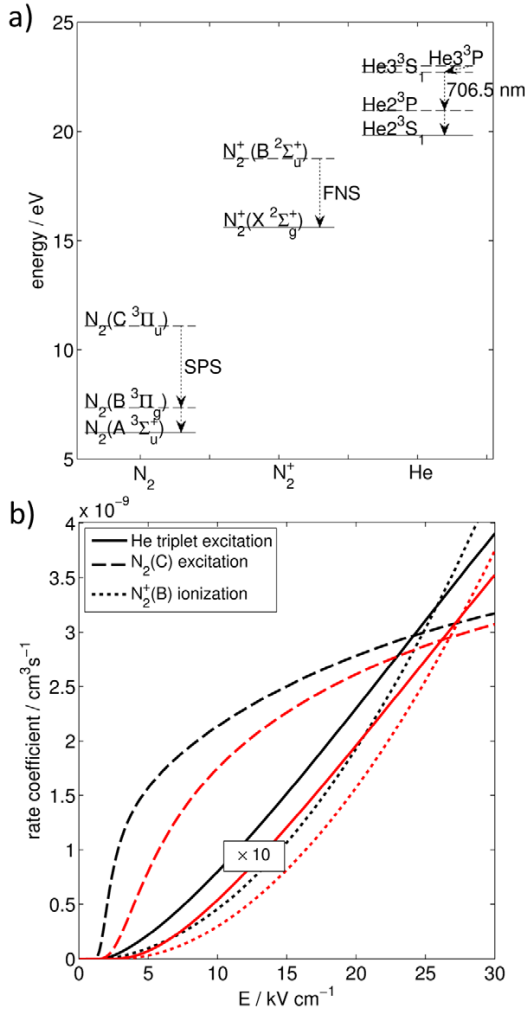 a)
25
20
15
10
5
energy / eV
He3³S₁
He3³P
706.5 nm
He2³P
He2³S₁
N₂⁺(B ²Σᵤ⁺)
FNS
N₂⁺(X ²Σg⁺)
N₂(C ³Πᵤ)
SPS
N₂(B ³Πg)
N₂(A ³Σᵤ⁺)
N₂ N₂⁺ He
b)
× 10⁻⁹
4
3.5
3
2.5
2
1.5
1
0.5
0
rate coefficient / cm³s⁻¹
He triplet excitation
N₂(C) excitation
N₂⁺(B) ionization
× 10
0 5 10 15 20 25 30
E / kV cm⁻¹